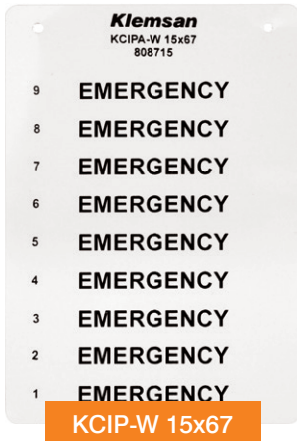 Klemsan
KCIPA-W 15x67
808715
9 EMERGENCY
8 EMERGENCY
7 EMERGENCY
6 EMERGENCY
5 EMERGENCY
4 EMERGENCY
3 EMERGENCY
2 EMERGENCY
1 EMERGENCY
KCIP-W 15x67